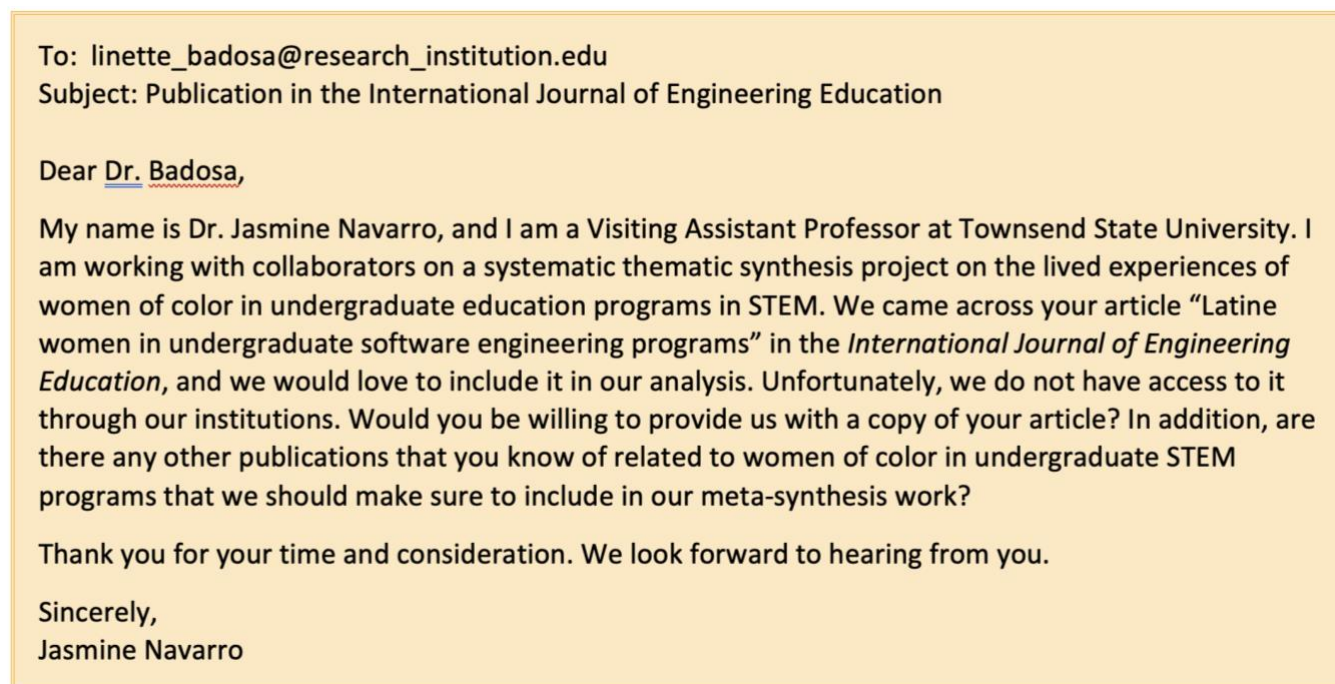 To:  linette_badosa@research_institution.edu
Subject: Publication in the International Journal of Engineering Education
Dear Dr. Badosa,
My name is Dr. Jasmine Navarro, and I am a Visiting Assistant Professor at Townsend State University. I
am working with collaborators on a systematic thematic synthesis project on the lived experiences of
women of color in undergraduate education programs in STEM. We came across your article “Latine
women in undergraduate software engineering programs” in the International Journal of Engineering
Education, and we would love to include it in our analysis. Unfortunately, we do not have access to it
through our institutions. Would you be willing to provide us with a copy of your article? In addition, are
there any other publications that you know of related to women of color in undergraduate STEM
programs that we should make sure to include in our meta-synthesis work?
Thank you for your time and consideration. We look forward to hearing from you.
Sincerely,
Jasmine Navarro